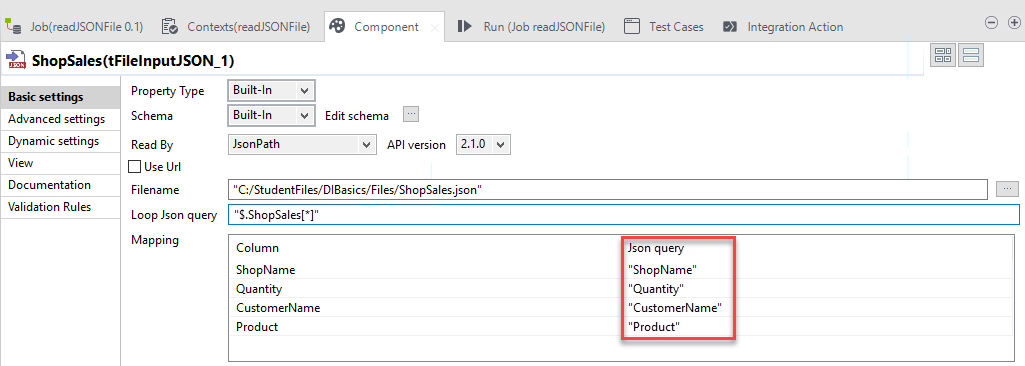 Job(readJSONFile 0.1) Contexts(readJSONFile) Component Run (Job readJSONFile) Test Cases Integration Action
JSON ShopSales(tFileInputJSON_1)
Basic settings
Advanced settings
Dynamic settings
View
Documentation
Validation Rules
Property Type Built-In
Schema Built-In Edit schema ...
Read By JsonPath API version 2.1.0
Use Url
Filename "C:/StudentFiles/DIBasics/Files/ShopSales.json" ...
Loop Json query "$.ShopSales[*]"
Mapping
Column Json query
ShopName "ShopName"
Quantity "Quantity"
CustomerName "CustomerName"
Product "Product"